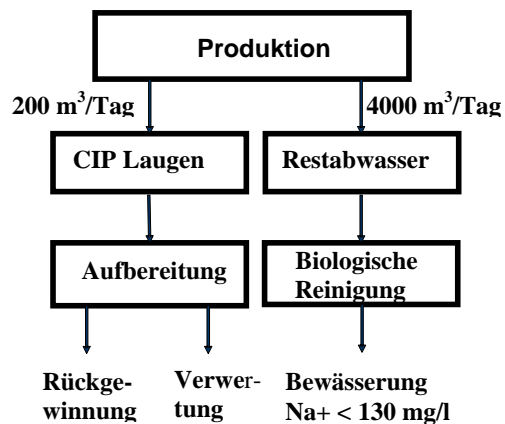 Produktion
200 m³/Tag
4000 m³/Tag
CIP Laugen
Restabwasser
Aufbereitung
Biologische
Reinigung
Rückge-
winnung
Verwer-
tung
Bewässerung
Na+ < 130 mg/l